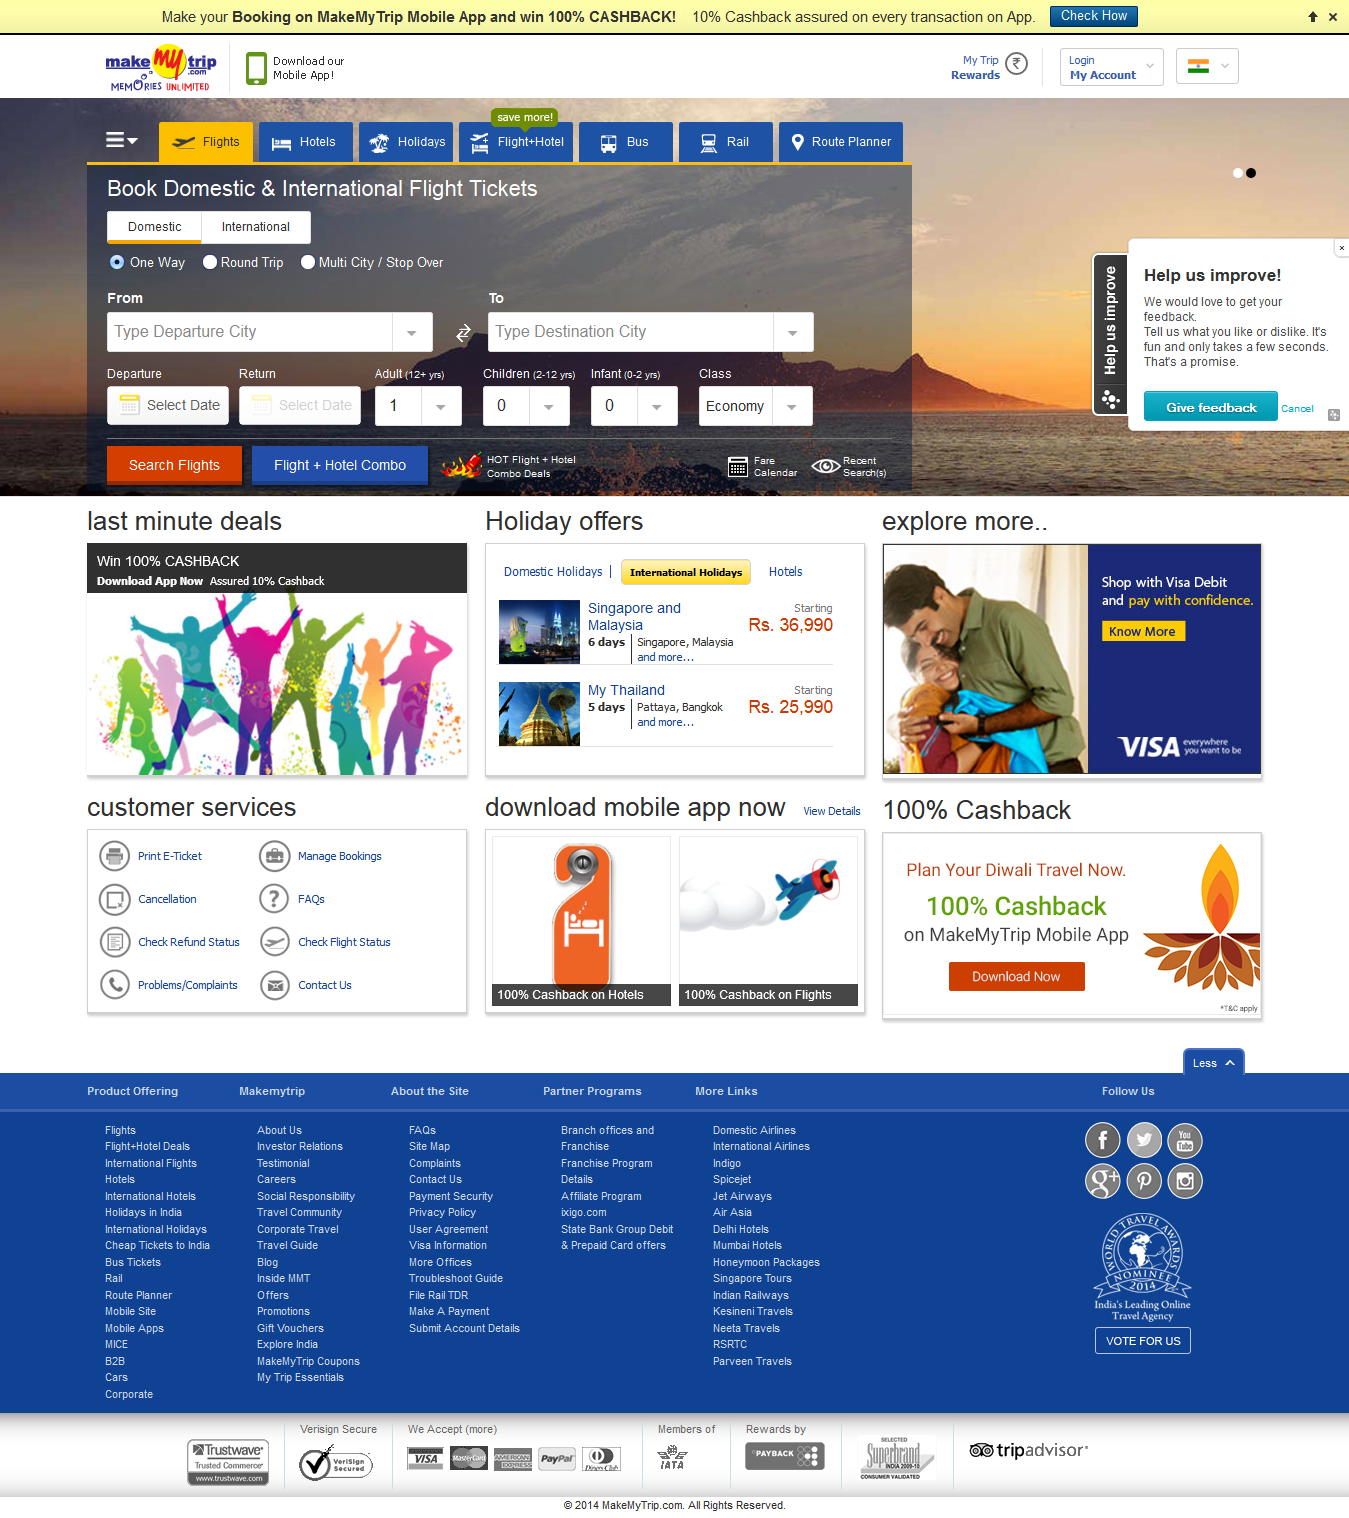 Make your Booking on MakeMyTrip Mobile App and win 100% CASHBACK! 10% Cashback assured on every transaction on App. Check How
make my trip .com
MEMORIES UNLIMITED
Download our
Mobile App!
My Trip
Rewards
Login
My Account
save more!
Flights
Hotels
Holidays
Flight+Hotel
Bus
Rail
Route Planner
Book Domestic & International Flight Tickets
Domestic
International
One Way
Round Trip
Multi City / Stop Over
From
To
Type Departure City
Type Destination City
Departure
Return
Adult (12+ yrs)
Children (2-12 yrs)
Infant (0-2 yrs)
Class
Select Date
Select Date
1
0
0
Economy
Search Flights
Flight + Hotel Combo
HOT Flight + Hotel
Combo Deals
Fare
Calendar
Recent
Search(s)
Help us improve
Help us improve!
We would love to get your
feedback.
Tell us what you like or dislike. It's
fun and only takes a few seconds.
That's a promise.
Give feedback
Cancel
last minute deals
Win 100% CASHBACK
Download App Now Assured 10% Cashback
Holiday offers
Domestic Holidays
International Holidays
Hotels
Singapore and
Malaysia
6 days
Singapore, Malaysia
and more...
Starting
Rs. 36,990
My Thailand
5 days
Pattaya, Bangkok
and more...
Starting
Rs. 25,990
explore more..
Shop with Visa Debit
and pay with confidence.
Know More
VISA everywhere
you want to be
customer services
Print E-Ticket
Manage Bookings
Cancellation
FAQs
Check Refund Status
Check Flight Status
Problems/Complaints
Contact Us
download mobile app now
View Details
100% Cashback on Hotels
100% Cashback on Flights
100% Cashback
Plan Your Diwali Travel Now.
100% Cashback
on MakeMyTrip Mobile App
Download Now
*T&C apply
Less
Product Offering
Flights
Flight+Hotel Deals
International Flights
Hotels
International Hotels
Holidays in India
International Holidays
Cheap Tickets to India
Bus Tickets
Rail
Route Planner
Mobile Site
Mobile Apps
MICE
B2B
Cars
Corporate
Makemytrip
About Us
Investor Relations
Testimonial
Careers
Social Responsibility
Travel Community
Corporate Travel
Travel Guide
Blog
Inside MMT
Offers
Promotions
Gift Vouchers
Explore India
MakeMyTrip Coupons
My Trip Essentials
About the Site
FAQs
Site Map
Complaints
Contact Us
Payment Security
Privacy Policy
User Agreement
Visa Information
More Offices
Troubleshoot Guide
File Rail TDR
Make A Payment
Submit Account Details
Partner Programs
Branch offices and
Franchise
Franchise Program
Details
Affiliate Program
ixigo.com
State Bank Group Debit
& Prepaid Card offers
More Links
Domestic Airlines
International Airlines
Indigo
Spicejet
Jet Airways
Air Asia
Delhi Hotels
Mumbai Hotels
Honeymoon Packages
Singapore Tours
Indian Railways
Kesineni Travels
Neeta Travels
RSRTC
Parveen Travels
Follow Us
You Tube
WORLD TRAVEL AWARDS
NOMINEE
2014
India's Leading Online
Travel Agency
VOTE FOR US
Trustwave
Trusted Commerce
www.trustwave.com
Verisign Secure
VeriSign
Secured
We Accept (more)
VISA
MasterCard
AMERICAN EXPRESS
PayPal
Diners Club
Members of
IATA
Rewards by
PAYBACK
SELECTED
Superbrand
INDIA 2009-10
CONSUMER VALIDATED
tripadvisor
© 2014 MakeMyTrip.com. All Rights Reserved.